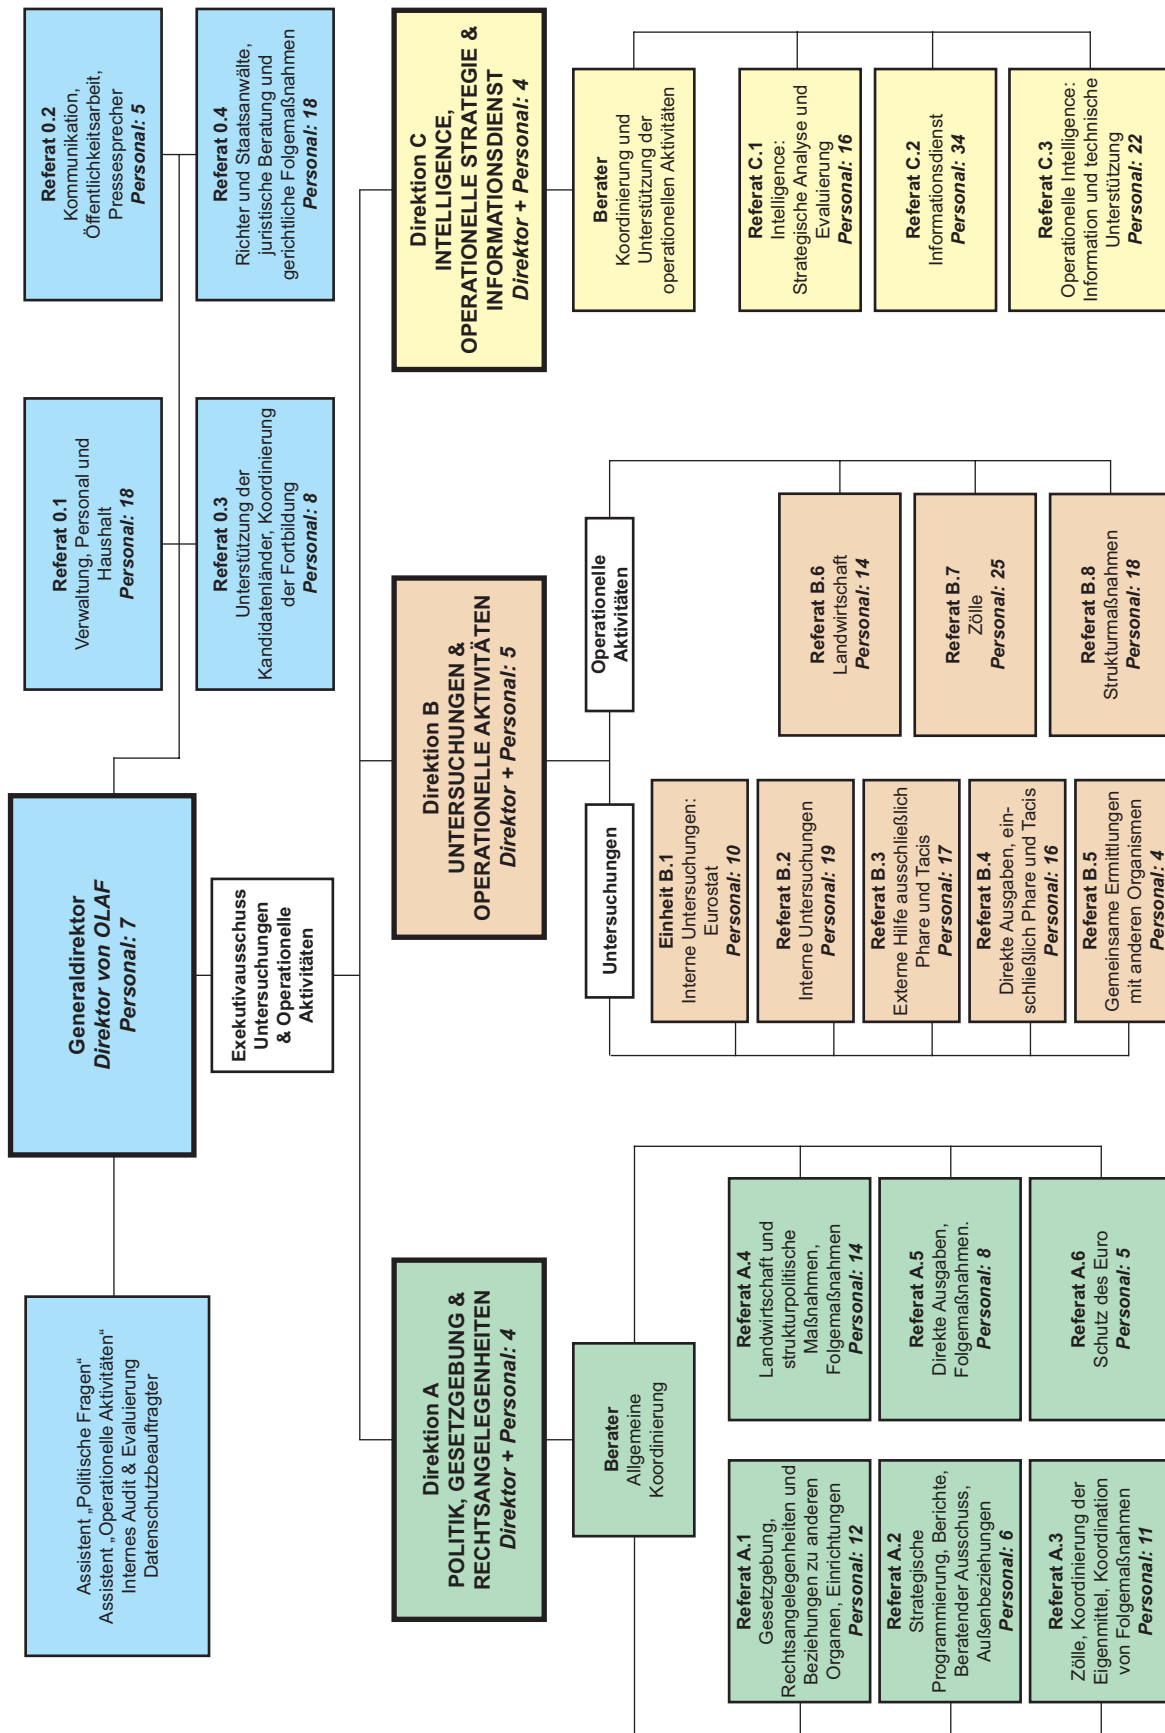 Generaldirektor
Direktor von OLAF
Personal: 7
Assistent „Politische Fragen“
Assistent „Operationelle Aktivitäten“
Internes Audit & Evaluierung
Datenschutzbeauftragter
Exekutivausschuss
Untersuchungen
& Operationelle
Aktivitäten
Referat 0.1
Verwaltung, Personal und
Haushalt
Personal: 18
Referat 0.2
Kommunikation,
Öffentlichkeitsarbeit,
Pressesprecher
Personal: 5
Referat 0.3
Unterstützung der
Kandidatenländer, Koordinierung
der Fortbildung
Personal: 8
Referat 0.4
Richter und Staatsanwälte,
juristische Beratung und
gerichtliche Folgemaßnahmen
Personal: 18
Direktion A
POLITIK, GESETZGEBUNG &
RECHTSANGELEGENHEITEN
Direktor + Personal: 4
Berater
Allgemeine
Koordinierung
Referat A.1
Gesetzgebung,
Rechtsangelegenheiten und
Beziehungen zu anderen
Organen, Einrichtungen
Personal: 12
Referat A.2
Strategische
Programmierung, Berichte,
Beratender Ausschuss,
Außenbeziehungen
Personal: 6
Referat A.3
Zölle, Koordinierung der
Eigenmittel, Koordination
von Folgemaßnahmen
Personal: 11
Referat A.4
Landwirtschaft und
strukturpolitische
Maßnahmen,
Folgemaßnahmen
Personal: 14
Referat A.5
Direkte Ausgaben,
Folgemaßnahmen.
Personal: 8
Referat A.6
Schutz des Euro
Personal: 5
Direktion B
UNTERSUCHUNGEN &
OPERATIONELLE AKTIVITÄTEN
Direktor + Personal: 5
Untersuchungen
Einheit B.1
Interne Untersuchungen:
Eurostat
Personal: 10
Referat B.2
Interne Untersuchungen
Personal: 19
Referat B.3
Externe Hilfe ausschließlich
Phare und Tacis
Personal: 17
Referat B.4
Direkte Ausgaben, ein-
schließlich Phare und Tacis
Personal: 16
Referat B.5
Gemeinsame Ermittlungen
mit anderen Organismen
Personal: 4
Operationelle
Aktivitäten
Referat B.6
Landwirtschaft
Personal: 14
Referat B.7
Zölle
Personal: 25
Referat B.8
Strukturmaßnahmen
Personal: 18
Direktion C
INTELLIGENCE,
OPERATIONELLE STRATEGIE &
INFORMATIONSDIENST
Direktor + Personal: 4
Berater
Koordinierung und
Unterstützung der
operationellen Aktivitäten
Referat C.1
Intelligence:
Strategische Analyse und
Evaluierung
Personal: 16
Referat C.2
Informationsdienst
Personal: 34
Referat C.3
Operationelle Intelligence:
Information und technische
Unterstützung
Personal: 22